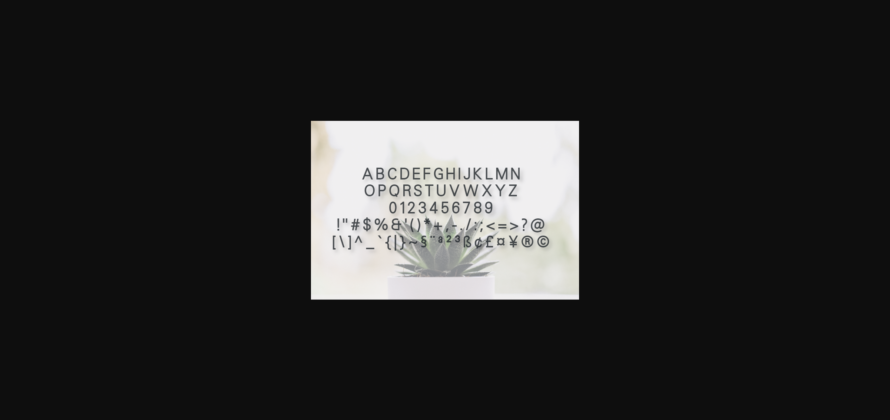 ABCDEFGHIJKLMN
OPQRSTUVWXYZ
0123456789
!"#$%&'()*+,-./:;<=>?@
[\]^_`{|}~§¨ª²³ß¢£¤¥®©